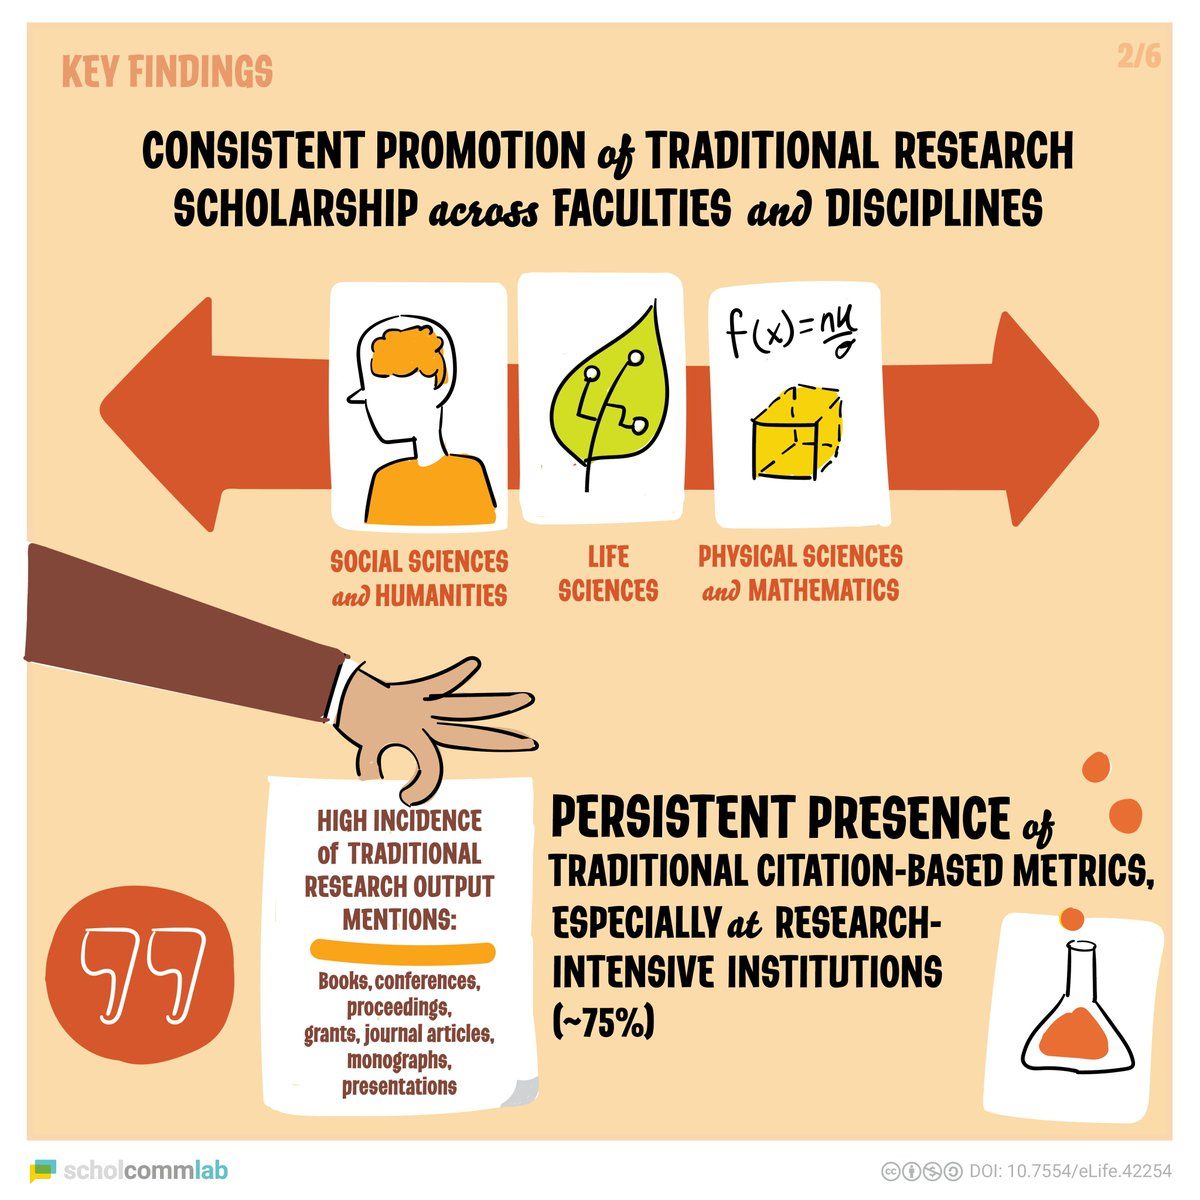 KEY FINDINGS
2/6
CONSISTENT PROMOTION of TRADITIONAL RESEARCH
SCHOLARSHIP across FACULTIES and DISCIPLINES
f(x)=
SOCIAL SCIENCES
and HUMANITIES
LIFE
SCIENCES
PHYSICAL SCIENCES
and MATHEMATICS
HIGH INCIDENCE
of TRADITIONAL
RESEARCH OUTPUT
MENTIONS:
Books, conferences,
proceedings,
grants, journal articles,
monographs,
presentations
PERSISTENT PRESENCE of
TRADITIONAL CITATION-BASED METRICS,
ESPECIALLY at RESEARCH-
INTENSIVE INSTITUTIONS
(~75%)
scholcommlab
DOI: 10.7554/eLife.42254